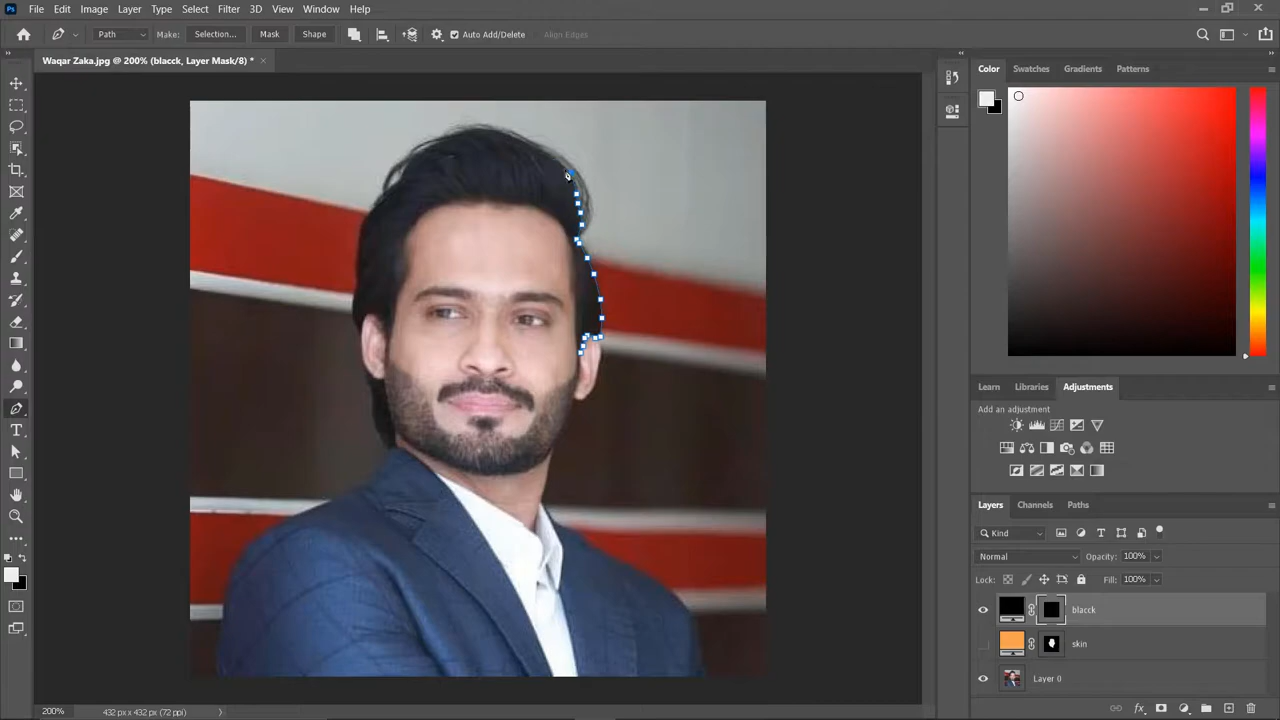 Ps File Edit Image Layer Type Select Filter 3D View Window Help
Path Make: Selection... Mask Shape Auto Add/Delete Align Edges
Waqar Zaka.jpg @ 200% (blacck, Layer Mask/8) * ×
Color Swatches Gradients Patterns
Learn Libraries Adjustments
Add an adjustment
Layers Channels Paths
Kind
Normal Opacity: 100%
Lock: Fill: 100%
blacck
skin
Layer 0
200% 432 px x 432 px (72 ppi)